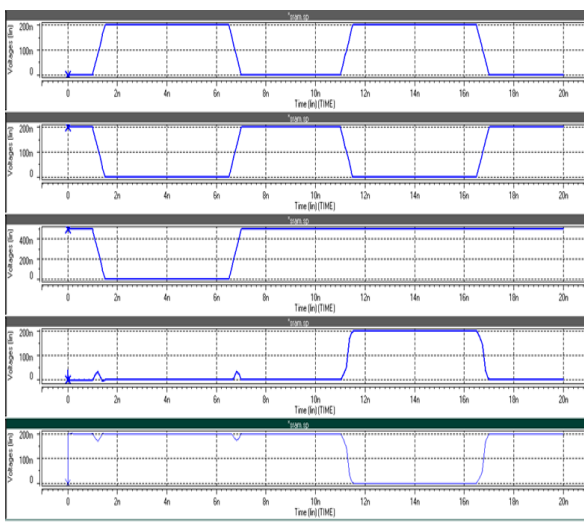 *sram.sp
Voltages (lin)
200m
100m
0
0 2n 4n 6n 8n 10n 12n 14n 16n 18n 20n
Time (lin) (TIME)
*sram.sp
Voltages (lin)
200m
100m
0
0 2n 4n 6n 8n 10n 12n 14n 16n 18n 20n
Time (lin) (TIME)
*sram.sp
Voltages (lin)
400m
200m
0
0 2n 4n 6n 8n 10n 12n 14n 16n 18n 20n
Time (lin) (TIME)
*sram.sp
Voltages (lin)
200m
100m
0
0 2n 4n 6n 8n 10n 12n 14n 16n 18n 20n
Time (lin) (TIME)
*sram.sp
Voltages (lin)
200m
100m
0
0 2n 4n 6n 8n 10n 12n 14n 16n 18n 20n
Time (lin) (TIME)